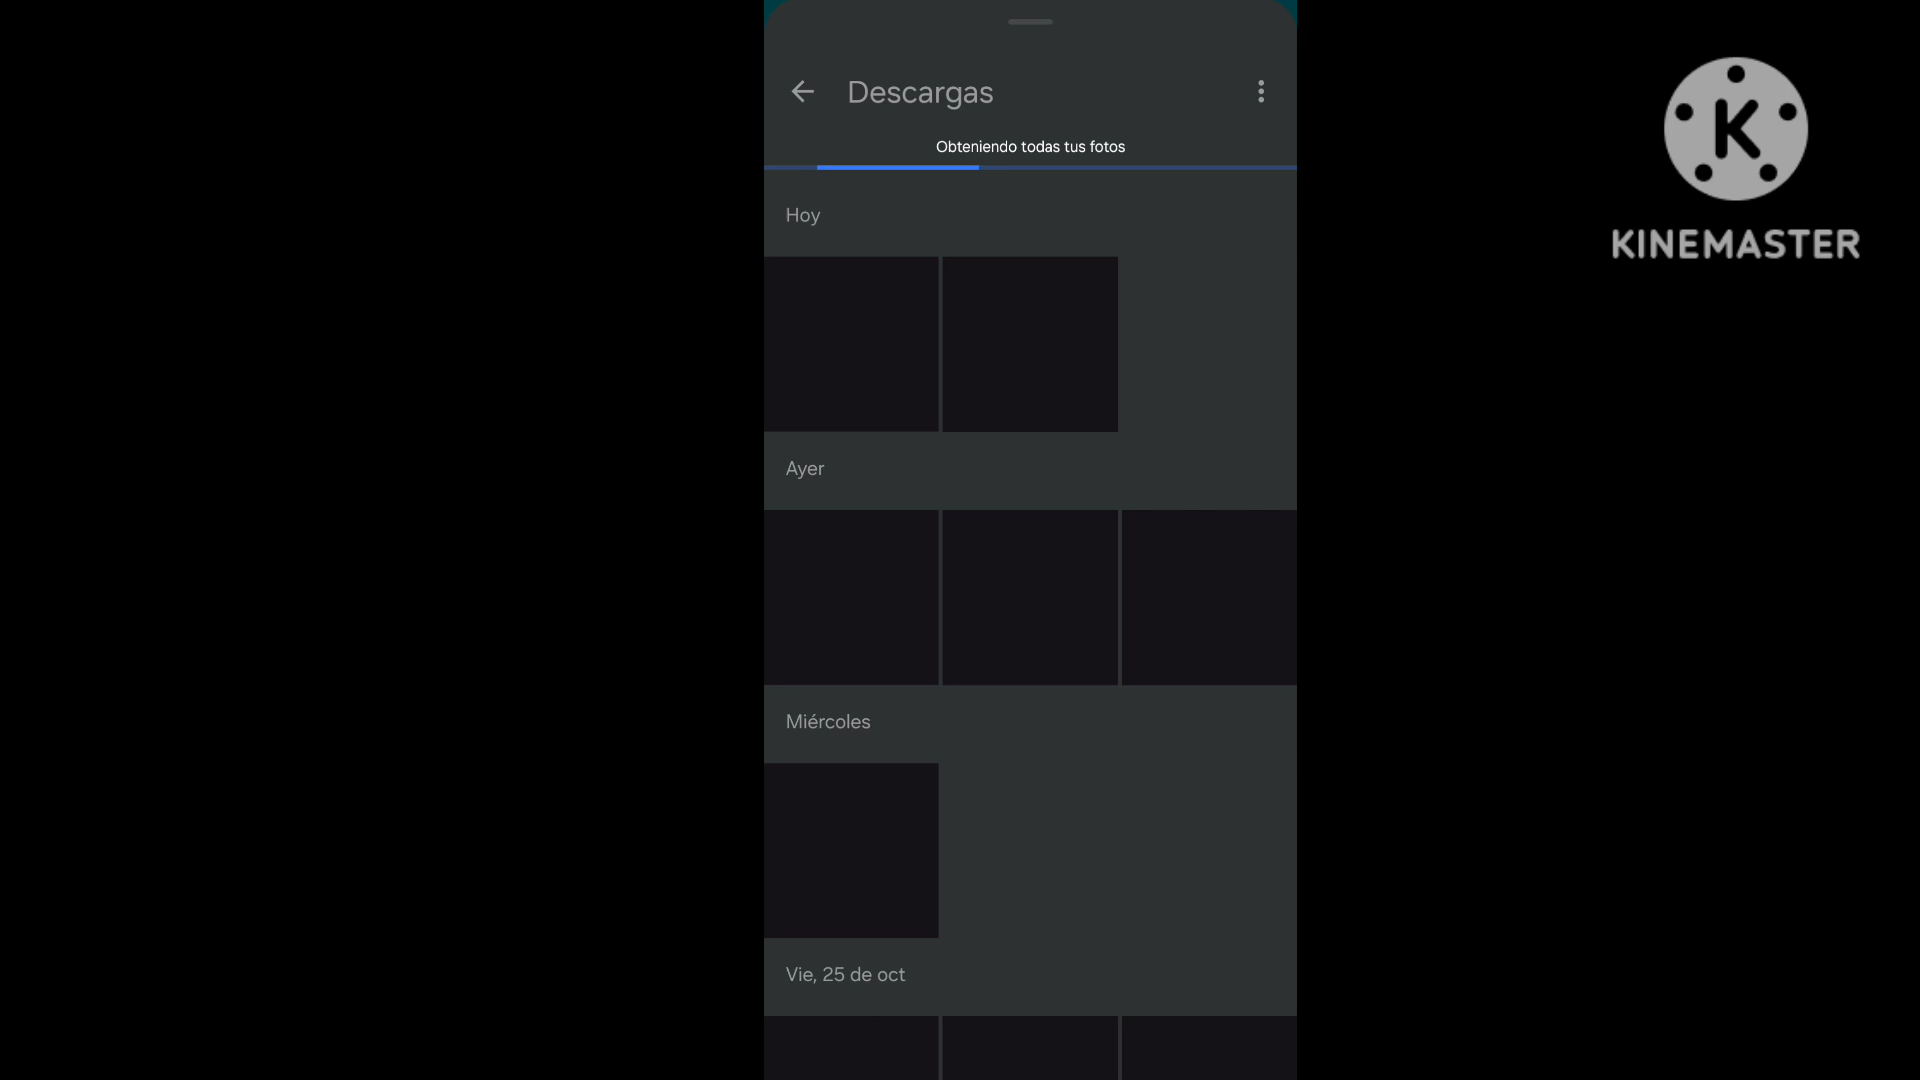 Descargas
Obteniendo todas tus fotos
Hoy
Ayer
Miércoles
Vie, 25 de oct
K
KINEMASTER